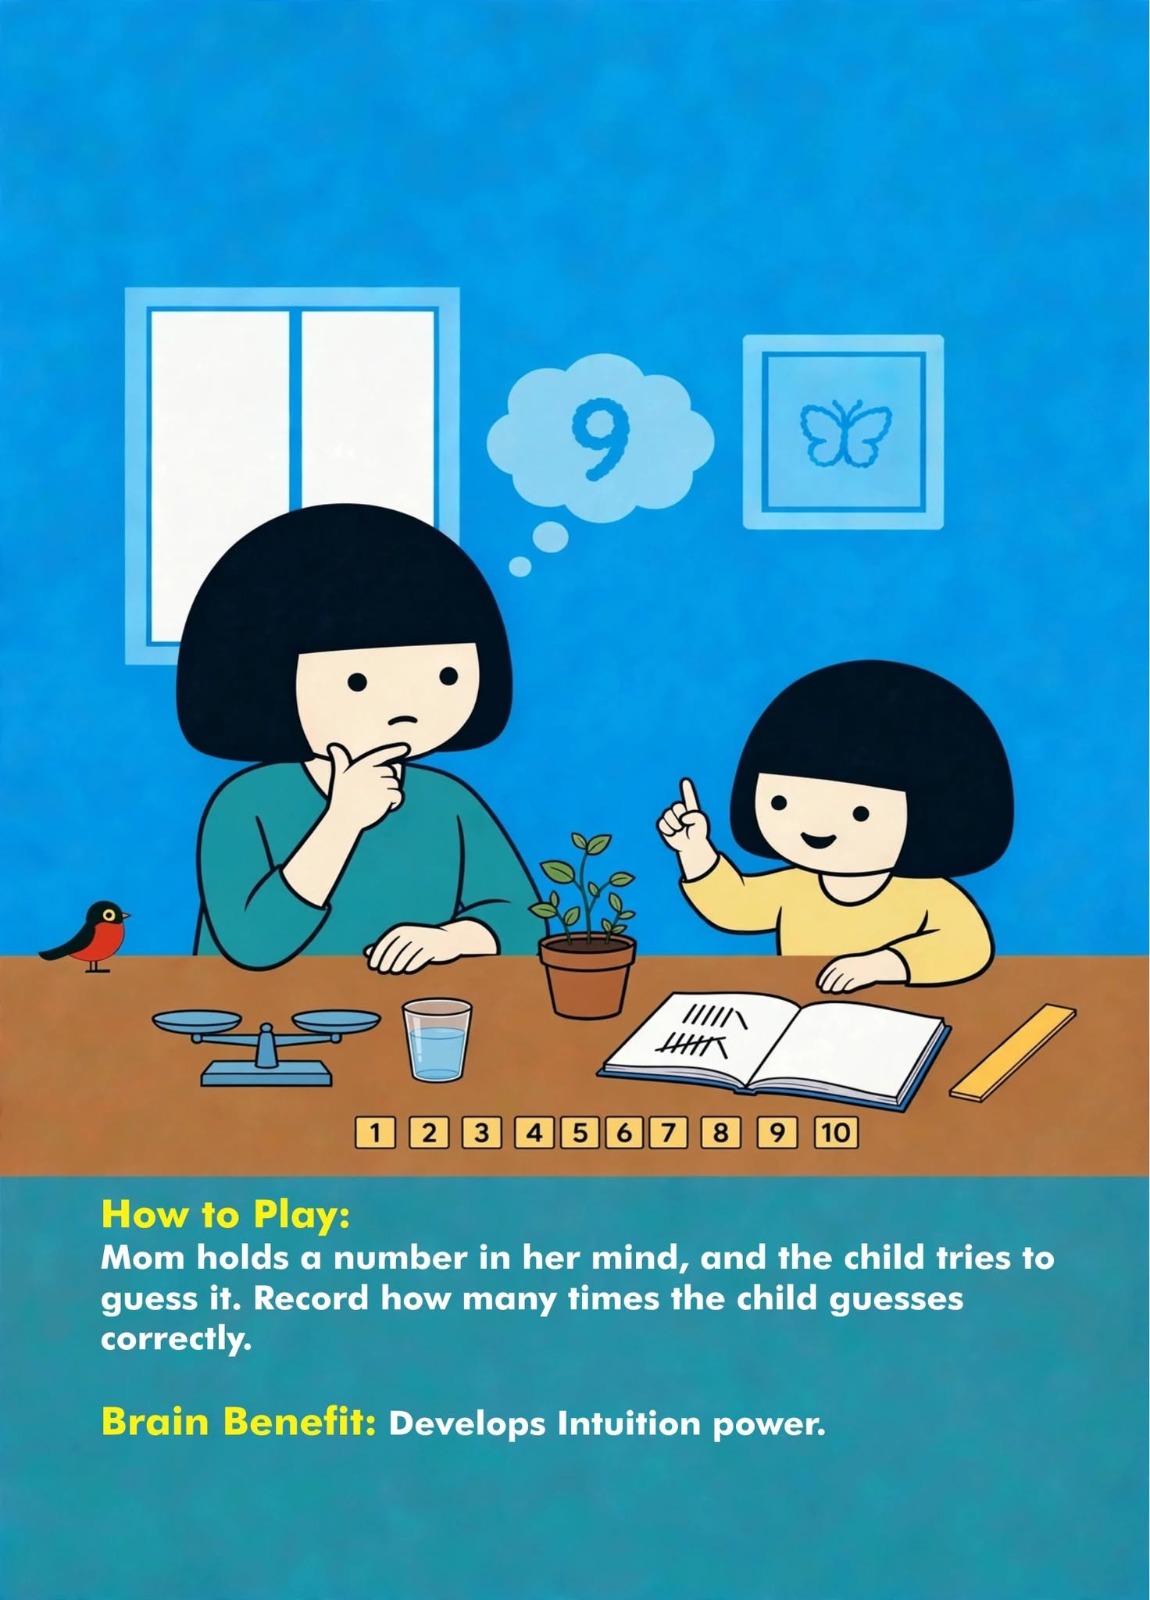 9
1 2 3 4 5 6 7 8 9 10
How to Play:
Mom holds a number in her mind, and the child tries to
guess it. Record how many times the child guesses
correctly.
Brain Benefit: Develops Intuition power.